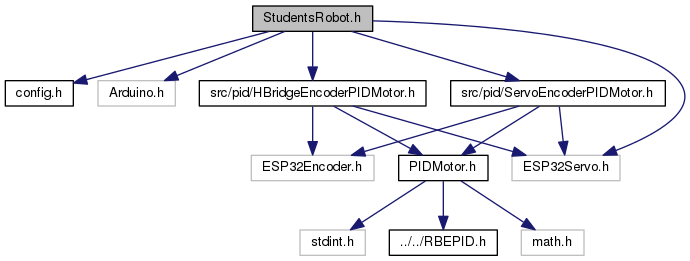 StudentsRobot.h
config.h
Arduino.h
src/pid/HBridgeEncoderPIDMotor.h
src/pid/ServoEncoderPIDMotor.h
ESP32Encoder.h
PIDMotor.h
ESP32Servo.h
stdint.h
../../RBEPID.h
math.h